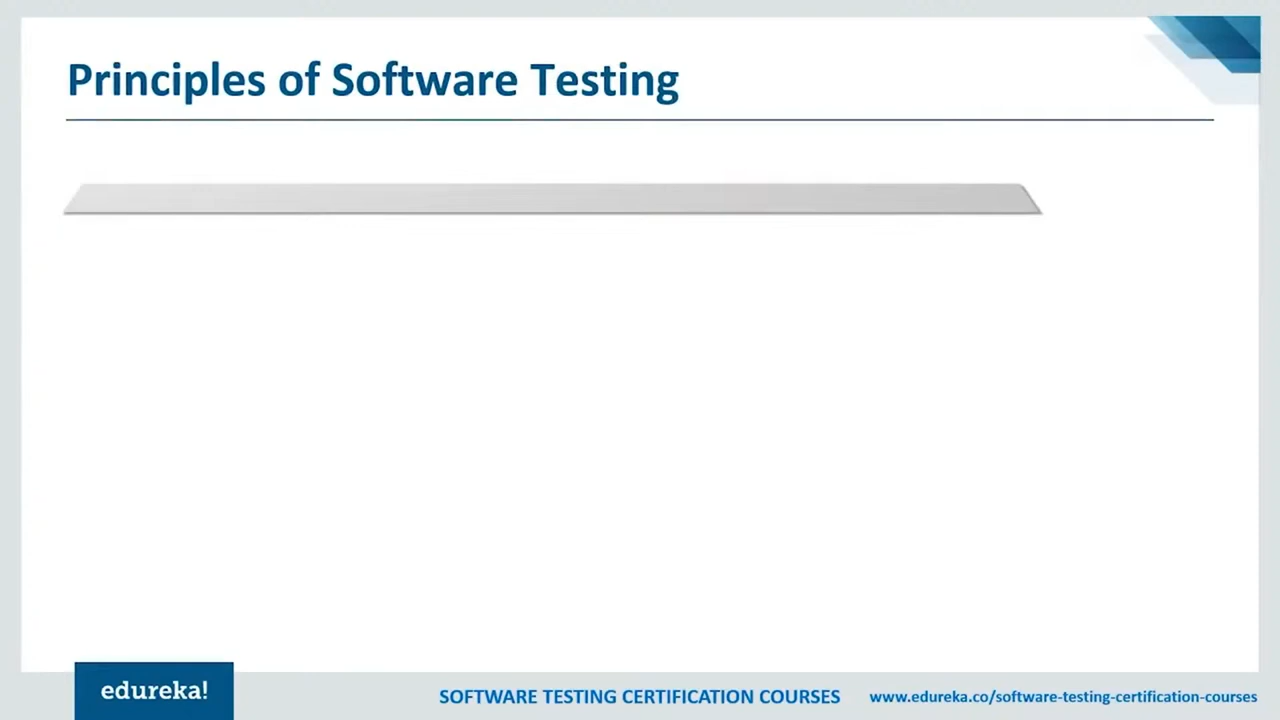 Principles of Software Testing
edureka!
SOFTWARE TESTING CERTIFICATION COURSES
www.edureka.co/software-testing-certification-courses